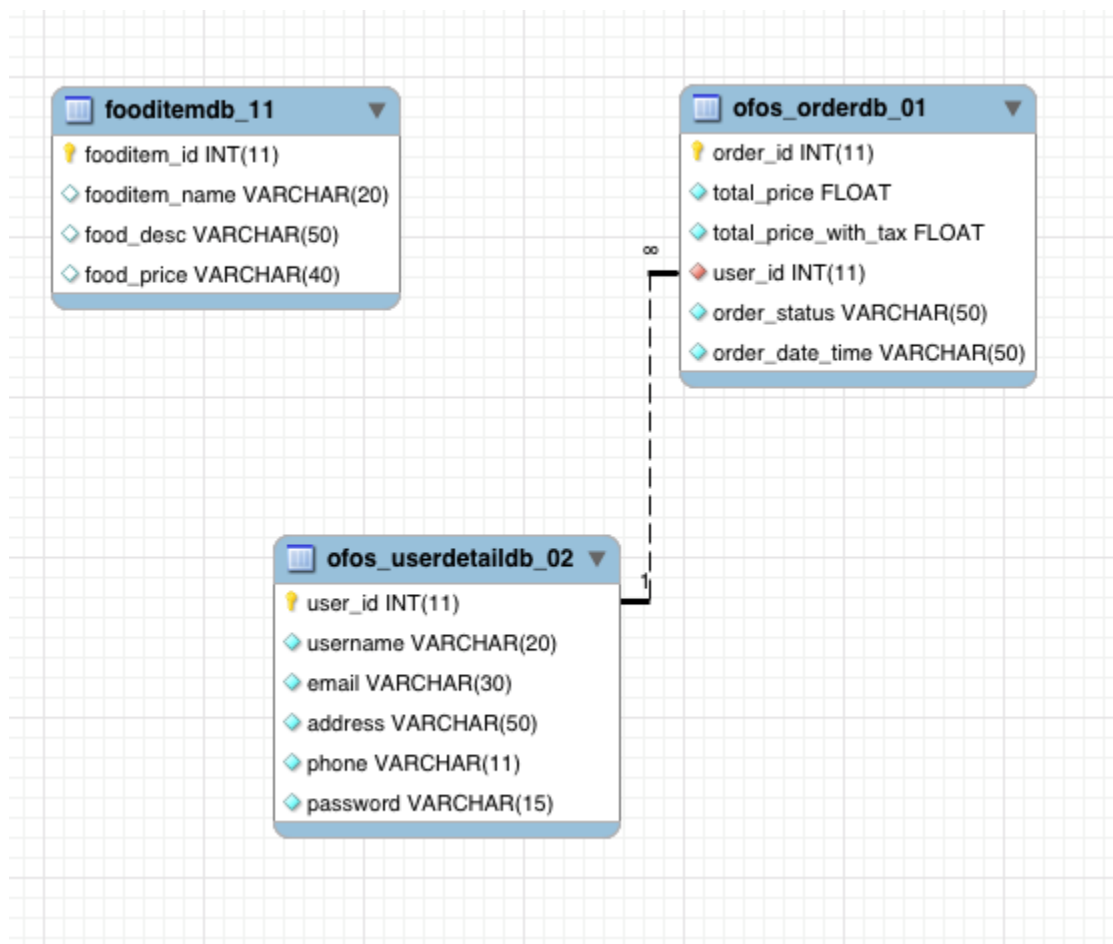 fooditemdb_11
fooditem_id INT(11)
fooditem_name VARCHAR(20)
food_desc VARCHAR(50)
food_price VARCHAR(40)
ofos_orderdb_01
order_id INT(11)
total_price FLOAT
total_price_with_tax FLOAT
user_id INT(11)
order_status VARCHAR(50)
order_date_time VARCHAR(50)
∞
1
ofos_userdetaildb_02
user_id INT(11)
username VARCHAR(20)
email VARCHAR(30)
address VARCHAR(50)
phone VARCHAR(11)
password VARCHAR(15)